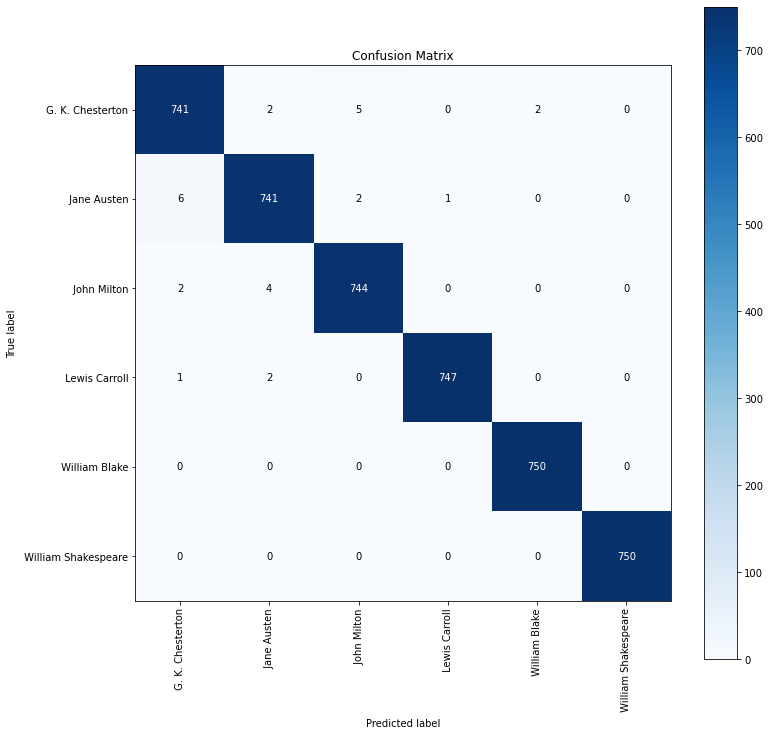 Confusion Matrix
G. K. Chesterton 741 2 5 0 2 0
Jane Austen 6 741 2 1 0 0
John Milton 2 4 744 0 0 0
Lewis Carroll 1 2 0 747 0 0
William Blake 0 0 0 0 750 0
William Shakespeare 0 0 0 0 0 750
True label
G. K. Chesterton
Jane Austen
John Milton
Lewis Carroll
William Blake
William Shakespeare
Predicted label
700
600
500
400
300
200
100
0